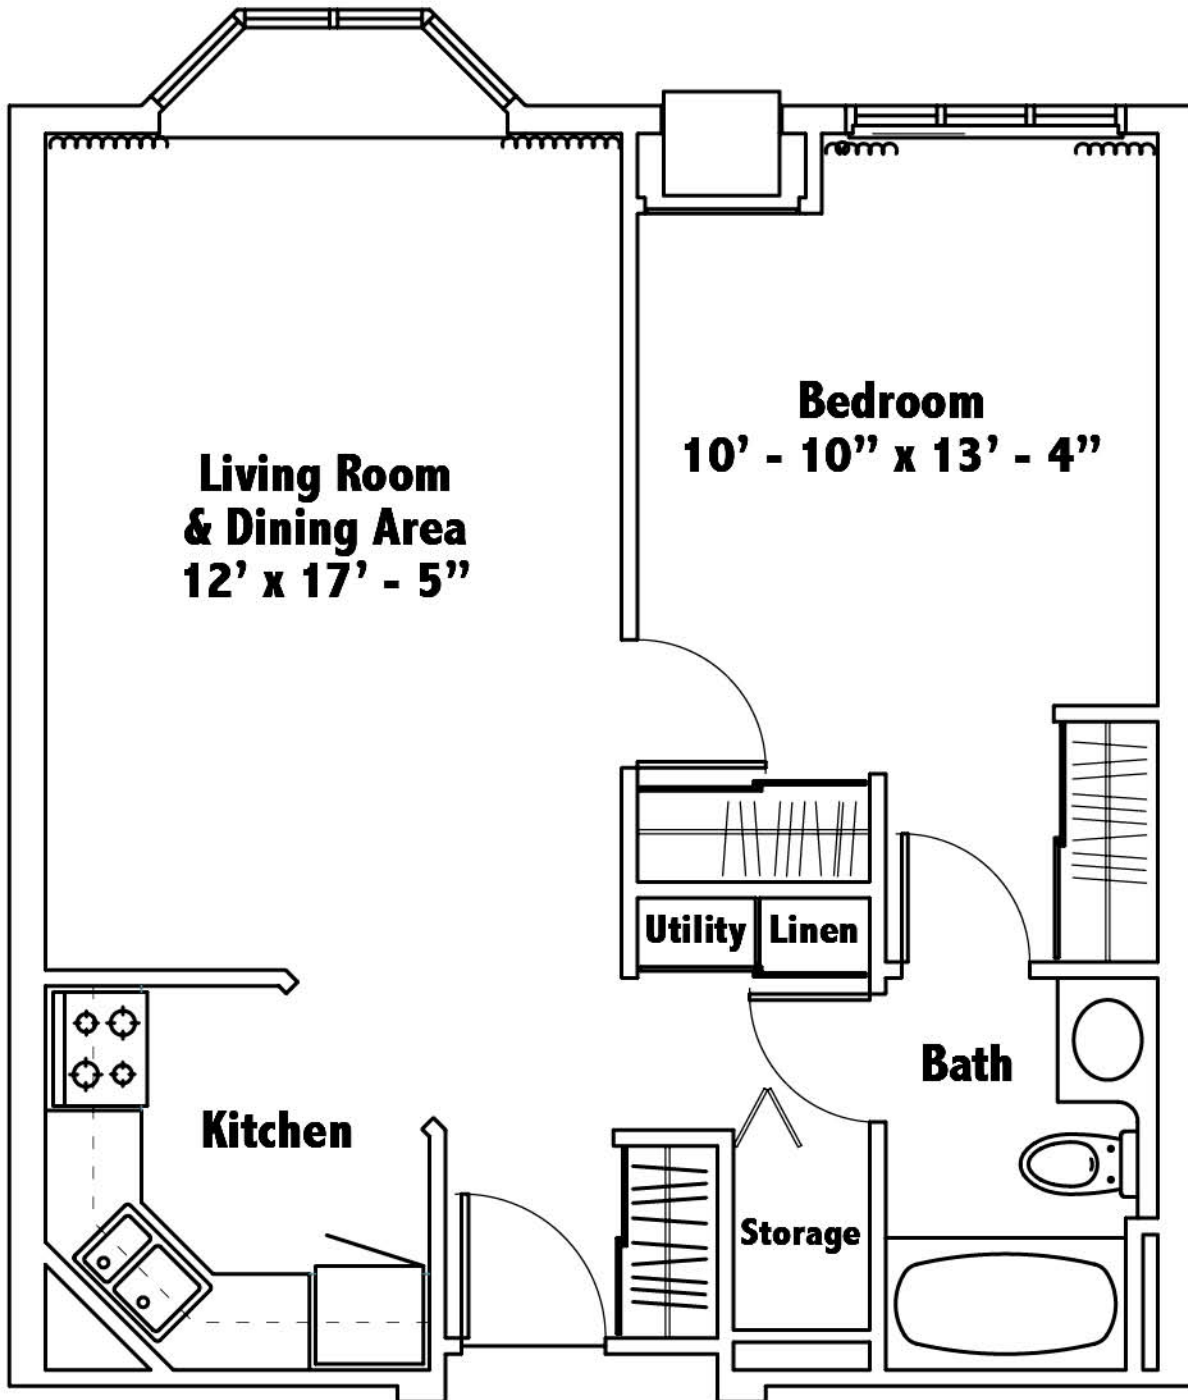 Bedroom
10’ - 10” x 13’ - 4”
Living Room
& Dining Area
12’ x 17’ - 5”
Utility
Linen
Bath
Kitchen
Storage